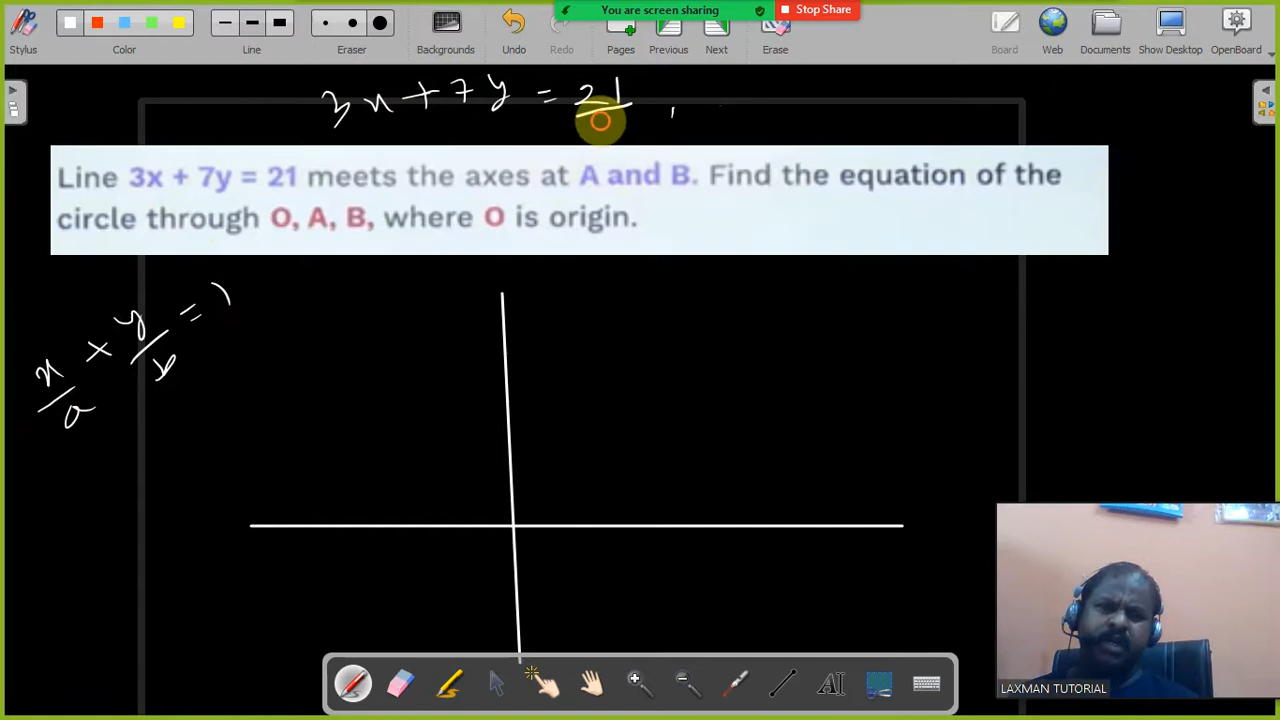 You are screen sharing
Stop Share
Stylus
Color
Line
Eraser
Backgrounds
Undo
Redo
Pages
Previous
Next
Erase
Board
Web
Documents
Show Desktop
OpenBoard
3x + 7y = 21
Line 3x + 7y = 21 meets the axes at A and B. Find the equation of the
circle through O, A, B, where O is origin.
x/a + y/b = 1
AI
LAXMAN TUTORIAL